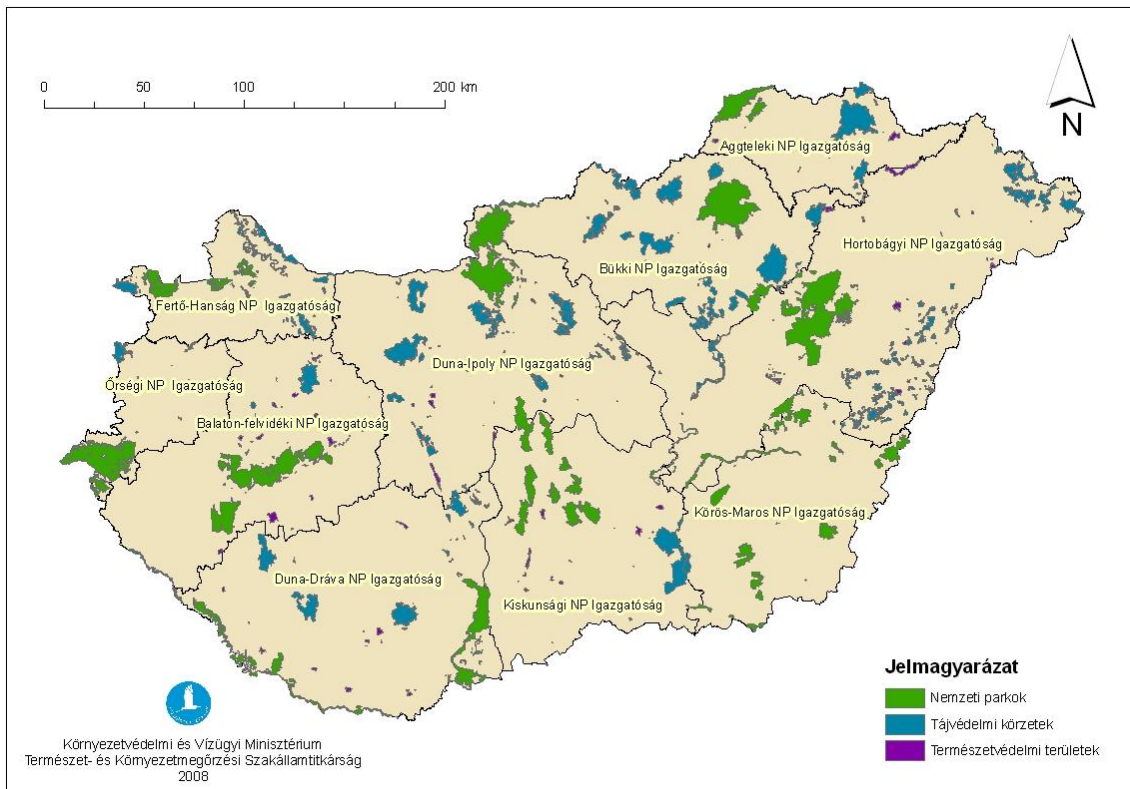 0 50 100 200 km
N
Aggteleki NP Igazgatóság
Hortobágyi NP Igazgatóság
Bükki NP Igazgatóság
Fertő-Hanság NP Igazgatóság
Duna-Ipoly NP Igazgatóság
Őrségi NP Igazgatóság
Balaton-felvidéki NP Igazgatóság
Körös-Maros NP Igazgatóság
Duna-Dráva NP Igazgatóság
Kiskunsági NP Igazgatóság
Jelmagyarázat
Nemzeti parkok
Tájvédelmi körzetek
Természetvédelmi területek
Környezetvédelmi és Vízügyi Minisztérium
Természet- és Környezetmegőrzési Szakállamtitkárság
2008